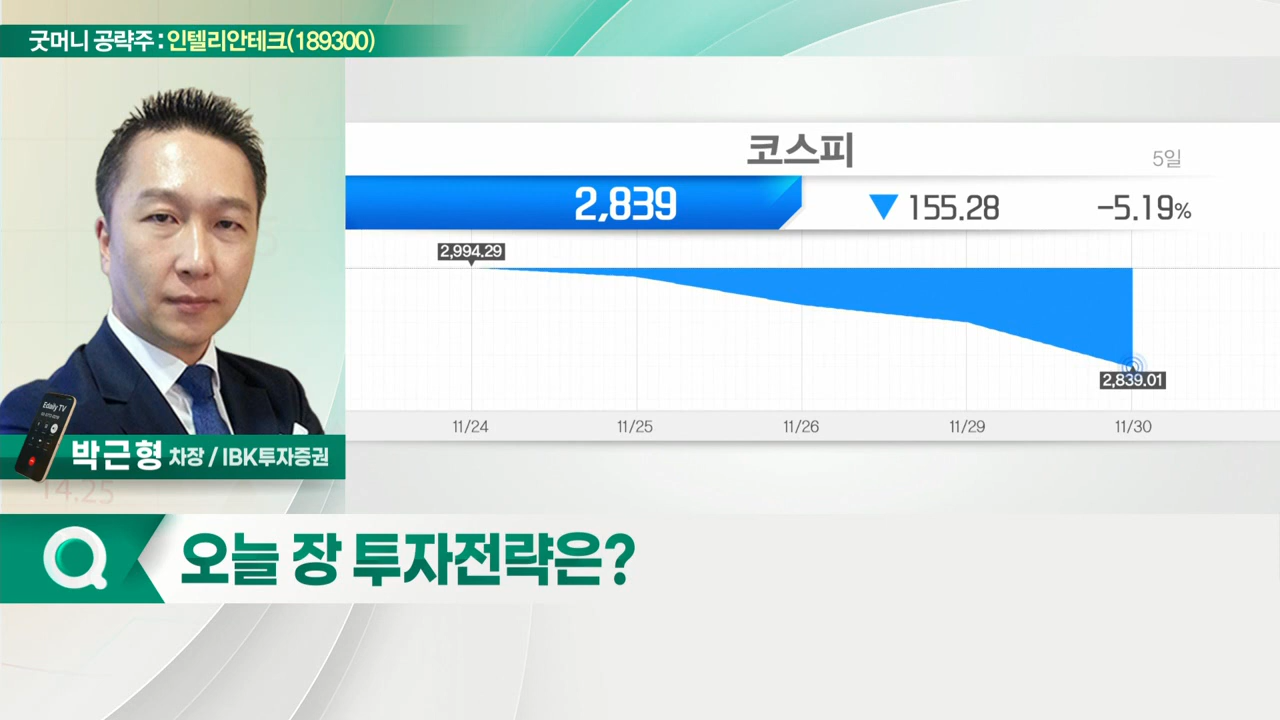 굿머니 공략주 : 인텔리안테크(189300)
코스피
5일
2,839 ▼ 155.28 -5.19%
2,994.29
2,839.01
11/24 11/25 11/26 11/29 11/30
Edaily TV
박근형 차장 / IBK투자증권
14.25
Q 오늘 장 투자전략은?